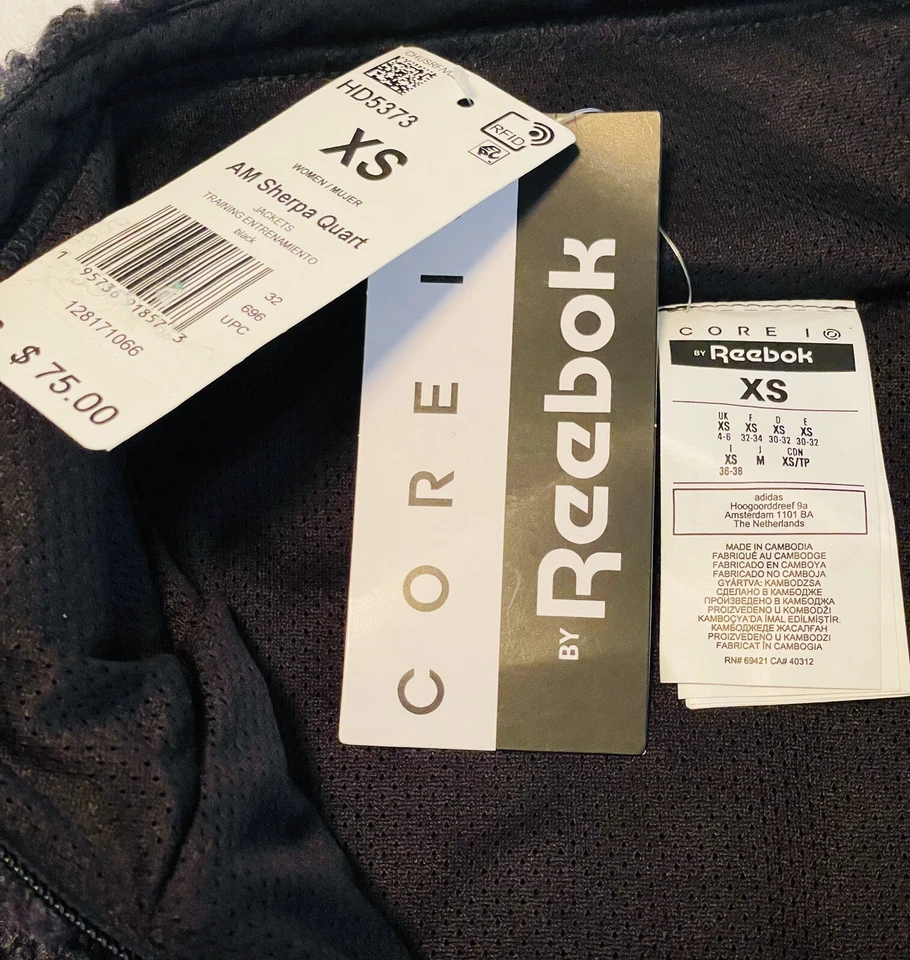 HD5373
RFID
XS
WOMEN / MUJER
AM Sherpa Quart
JACKETS
TRAINING ENTRENAMIENTO
black
32
696
UPC
1 95736 91857 3
128171066
$ 75.00
CORE I
BY Reebok
CORE I R
BY Reebok
XS
UK F D E
XS XS XS XS
4-6 32-34 30-32 30-32
I J CDN
XS M XS/TP
36-38
adidas
Hoogoorddreef 9a
Amsterdam 1101 BA
The Netherlands
MADE IN CAMBODIA
FABRIQUÉ AU CAMBODGE
FABRICADO EN CAMBOYA
FABRICADO NO CAMBOJA
GYÁRTVA: KAMBODZSA
СДЕЛАНО В КАМБОДЖЕ
ПРОИЗВЕДЕНО В КАМБОДЖА
PROIZVEDENO U KOMBODŽI
KAMBOÇYA'DA İMAL EDİLMİŞTİR.
КАМБОДЖЕДЕ ЖАСАЛҒАН
PROIZVEDENO U KAMBODZI
FABRICAT ÎN CAMBOGIA
RN# 69421 CA# 40312